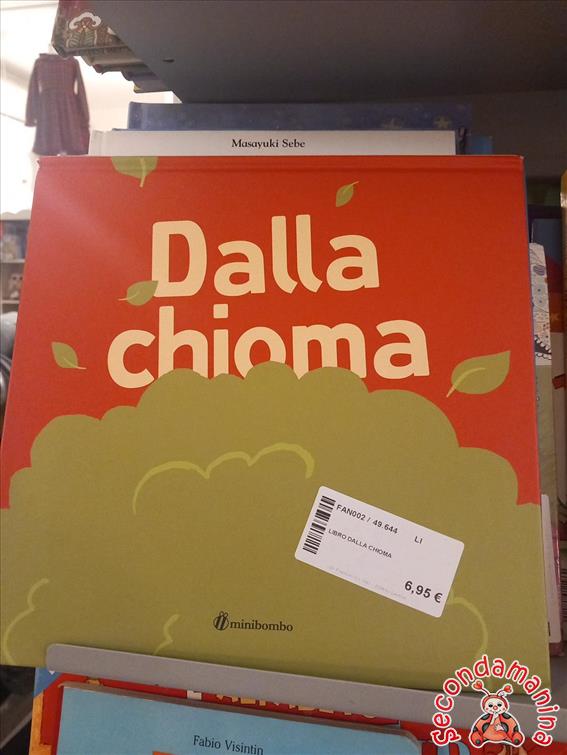 Masayuki Sebe
Dalla
chioma
FAN002 / 49.644 LI
LIBRO DALLA CHIOMA
6,95 €
minibombo
Fabio Visintin
secondamanina